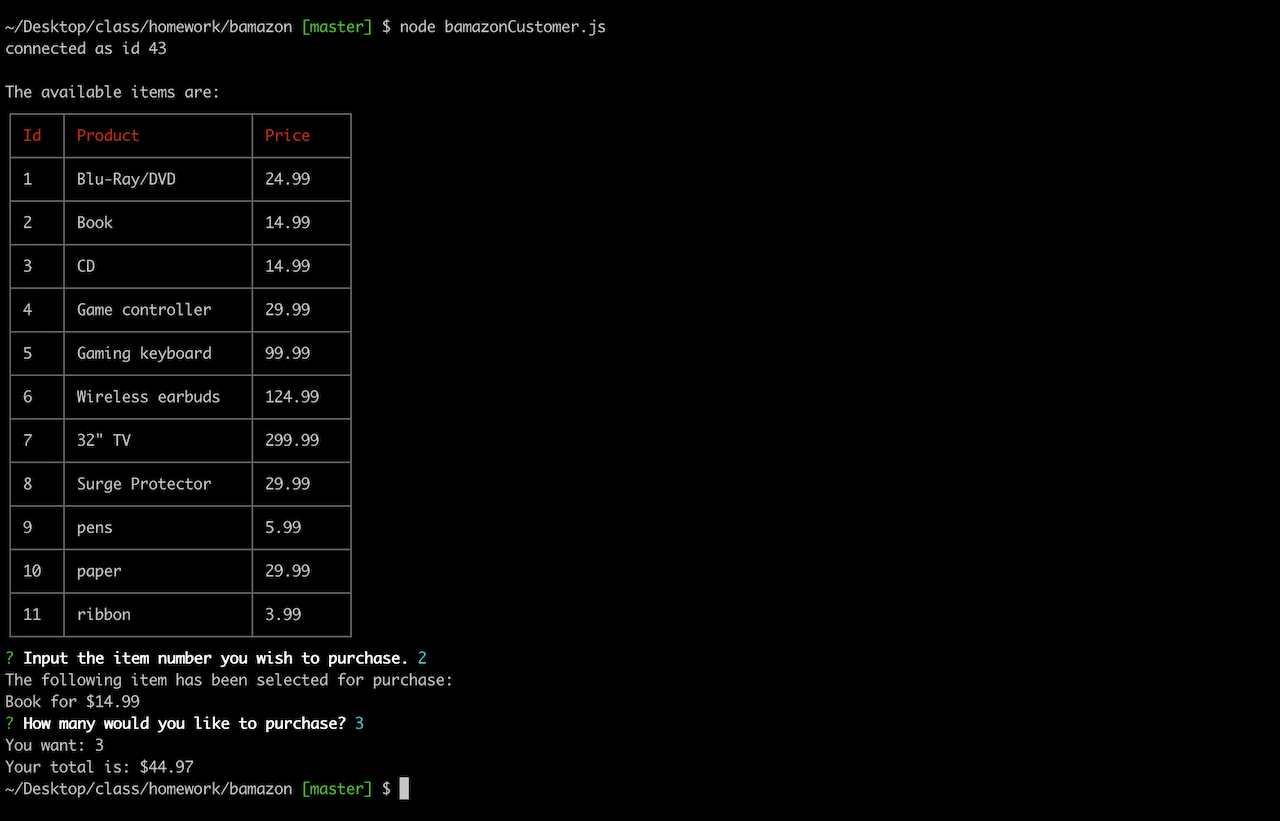 ~/Desktop/class/homework/bamazon [master] $ node bamazonCustomer.js
connected as id 43
The available items are:
Id Product Price
1 Blu-Ray/DVD 24.99
2 Book 14.99
3 CD 14.99
4 Game controller 29.99
5 Gaming keyboard 99.99
6 Wireless earbuds 124.99
7 32" TV 299.99
8 Surge Protector 29.99
9 pens 5.99
10 paper 29.99
11 ribbon 3.99
? Input the item number you wish to purchase. 2
The following item has been selected for purchase:
Book for $14.99
? How many would you like to purchase? 3
You want: 3
Your total is: $44.97
~/Desktop/class/homework/bamazon [master] $